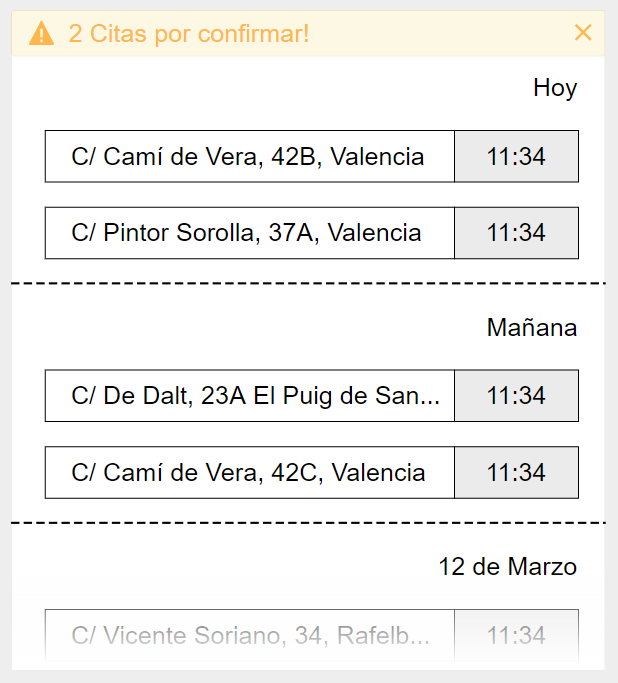 2 Citas por confirmar!
Hoy
C/ Camí de Vera, 42B, Valencia 11:34
C/ Pintor Sorolla, 37A, Valencia 11:34
Mañana
C/ De Dalt, 23A El Puig de San... 11:34
C/ Camí de Vera, 42C, Valencia 11:34
12 de Marzo
C/ Vicente Soriano, 34, Rafelb... 11:34